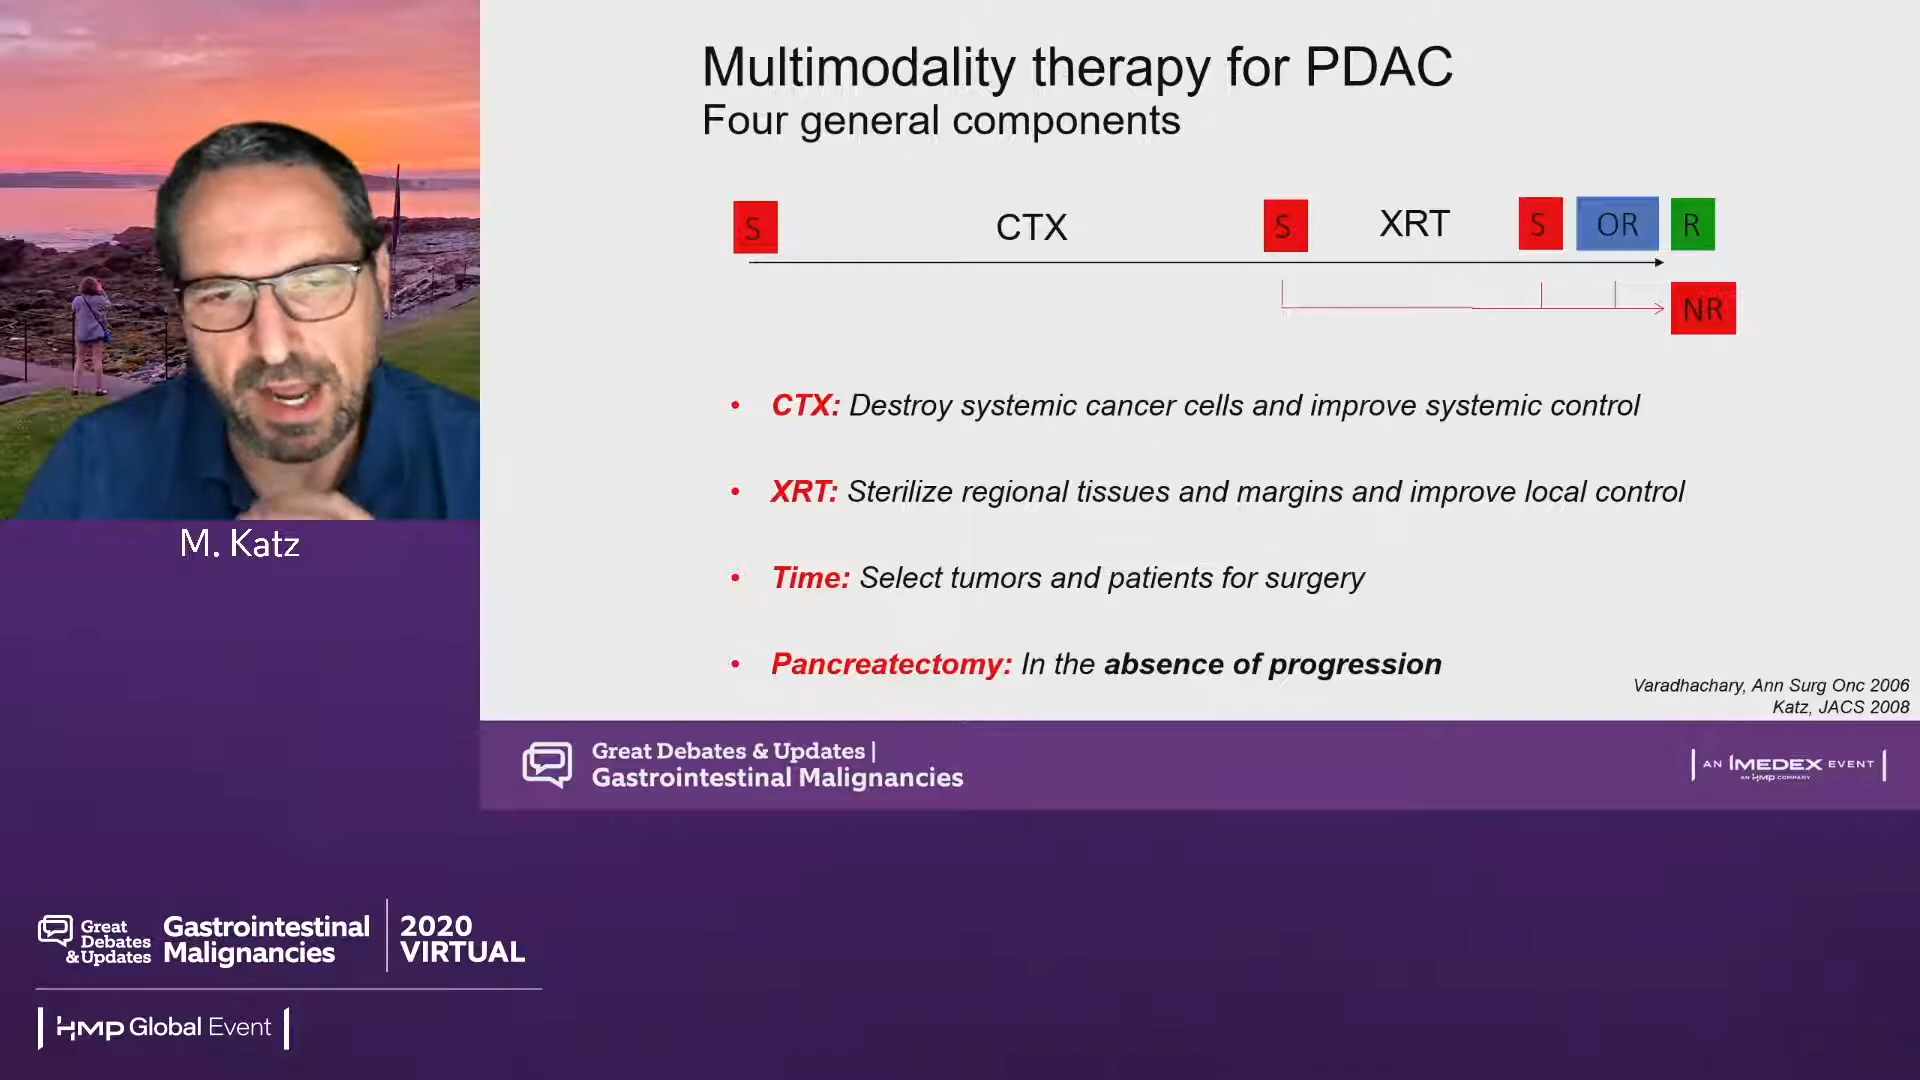 Multimodality therapy for PDAC
Four general components
S CTX S XRT S OR R
NR
• CTX: Destroy systemic cancer cells and improve systemic control
• XRT: Sterilize regional tissues and margins and improve local control
• Time: Select tumors and patients for surgery
• Pancreatectomy: In the absence of progression
Varadhachary, Ann Surg Onc 2006
Katz, JACS 2008
M. Katz
Great Debates & Updates |
Gastrointestinal Malignancies
AN IMEDEX EVENT
AN HMP COMPANY
Great
Debates
& Updates
Gastrointestinal
Malignancies
2020
VIRTUAL
HMP Global Event